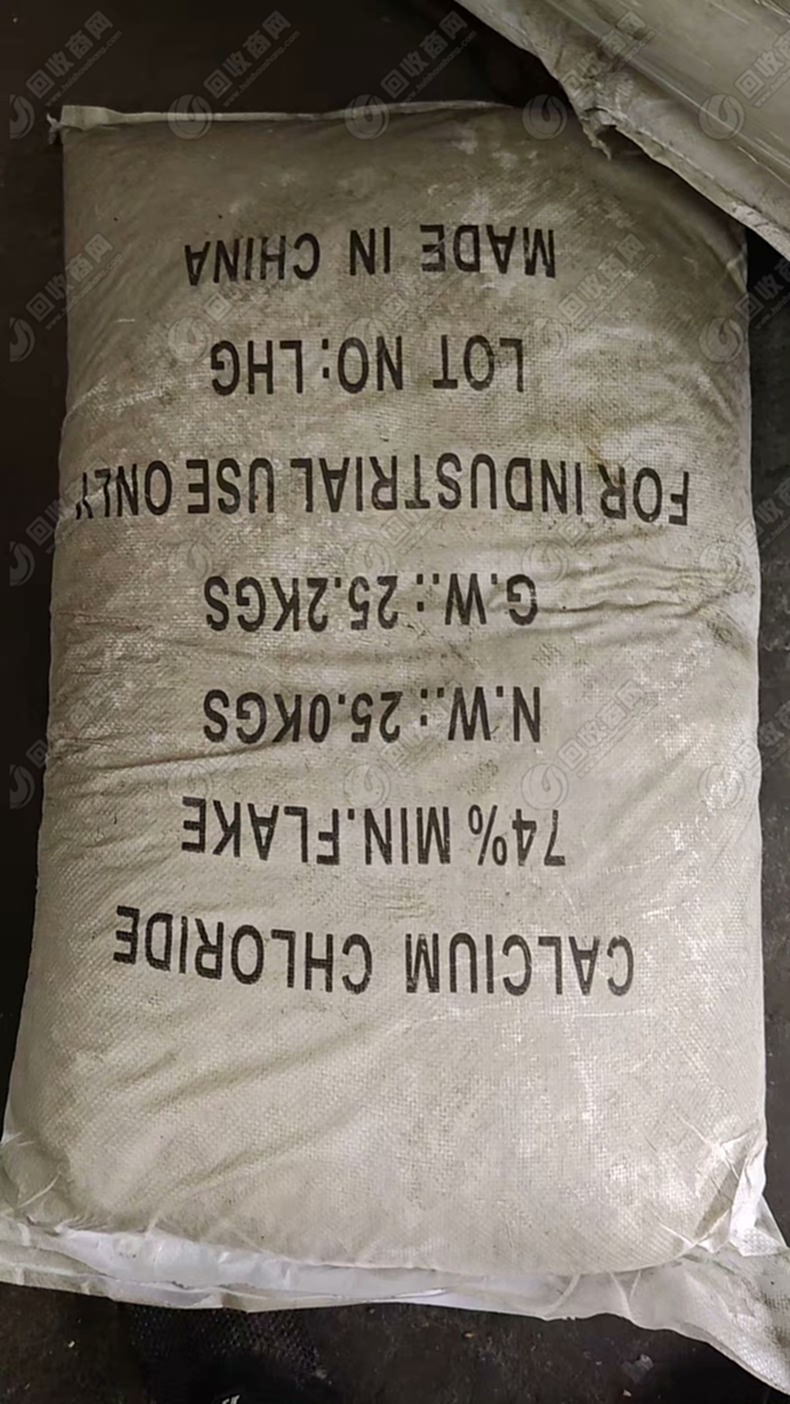 CALCIUM CHLORIDE
74% MIN.FLAKE
N.W.:25.0KGS
G.W.:25.2KGS
FOR INDUSTRIAL USE ONLY
LOT NO:LHG
MADE IN CHINA
回收商网